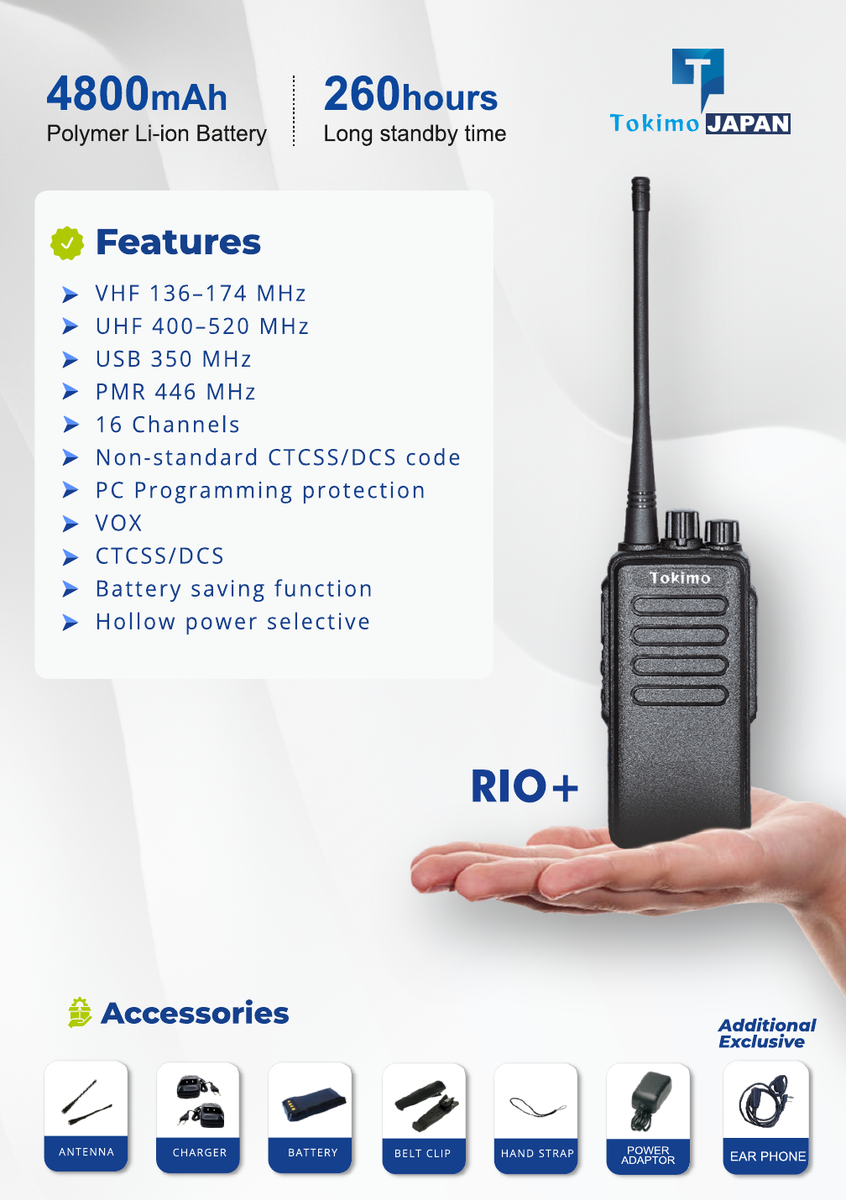 4800mAh
Polymer Li-ion Battery
260hours
Long standby time
T
Tokimo JAPAN
Features
VHF 136–174 MHz
UHF 400–520 MHz
USB 350 MHz
PMR 446 MHz
16 Channels
Non-standard CTCSS/DCS code
PC Programming protection
VOX
CTCSS/DCS
Battery saving function
Hollow power selective
Tokimo
RIO+
Accessories
Additional
Exclusive
ANTENNA
CHARGER
BATTERY
BELT CLIP
HAND STRAP
POWER
ADAPTOR
EAR PHONE